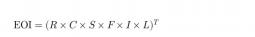 EOI = (R × C × S × F × I × L)^T